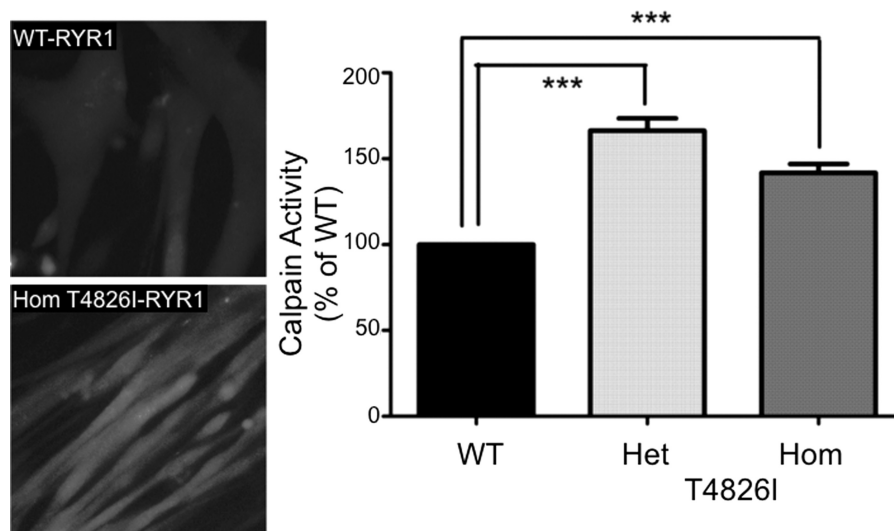 WT-RYR1
Hom T4826I-RYR1
***
***
Calpain Activity
(% of WT)
200
150
100
50
0
WT
Het
Hom
T4826I